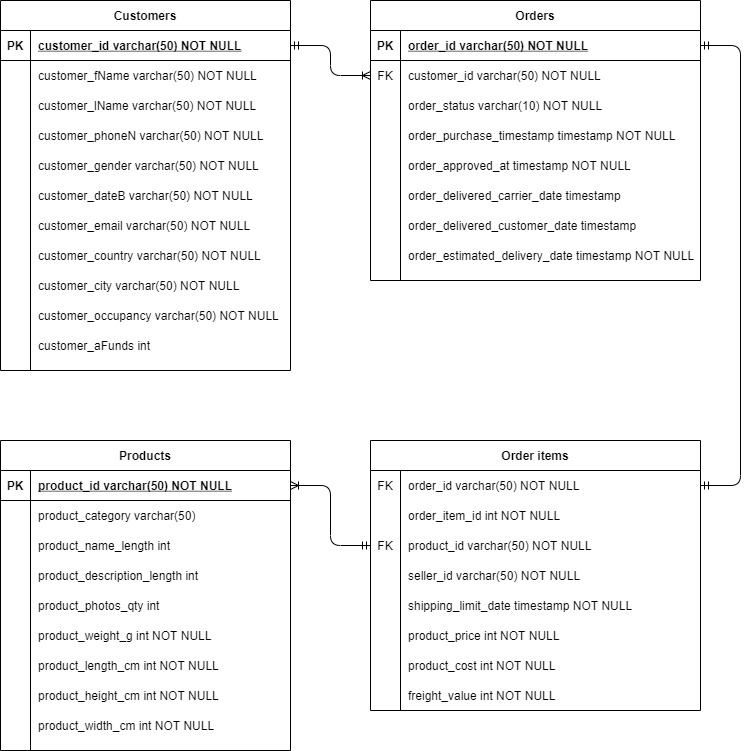 Customers
PK customer_id varchar(50) NOT NULL
customer_fName varchar(50) NOT NULL
customer_lName varchar(50) NOT NULL
customer_phoneN varchar(50) NOT NULL
customer_gender varchar(50) NOT NULL
customer_dateB varchar(50) NOT NULL
customer_email varchar(50) NOT NULL
customer_country varchar(50) NOT NULL
customer_city varchar(50) NOT NULL
customer_occupancy varchar(50) NOT NULL
customer_aFunds int
Orders
PK order_id varchar(50) NOT NULL
FK customer_id varchar(50) NOT NULL
order_status varchar(10) NOT NULL
order_purchase_timestamp timestamp NOT NULL
order_approved_at timestamp NOT NULL
order_delivered_carrier_date timestamp
order_delivered_customer_date timestamp
order_estimated_delivery_date timestamp NOT NULL
Products
PK product_id varchar(50) NOT NULL
product_category varchar(50)
product_name_length int
product_description_length int
product_photos_qty int
product_weight_g int NOT NULL
product_length_cm int NOT NULL
product_height_cm int NOT NULL
product_width_cm int NOT NULL
Order items
FK order_id varchar(50) NOT NULL
order_item_id int NOT NULL
FK product_id varchar(50) NOT NULL
seller_id varchar(50) NOT NULL
shipping_limit_date timestamp NOT NULL
product_price int NOT NULL
product_cost int NOT NULL
freight_value int NOT NULL